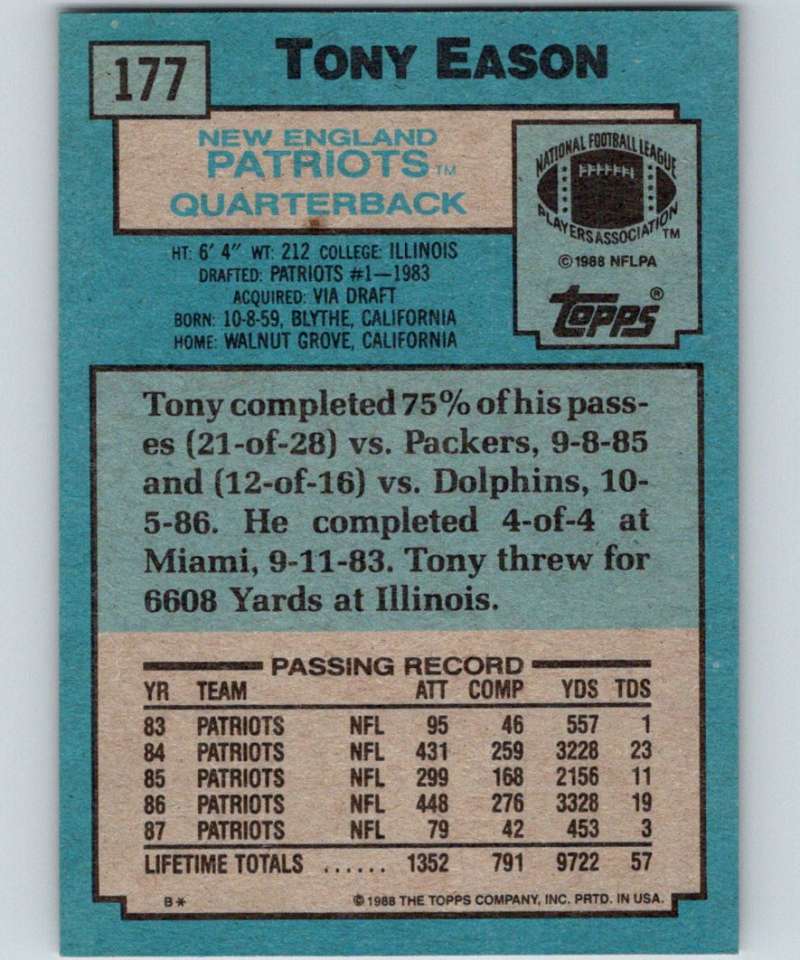 177
TONY EASON
NEW ENGLAND
PATRIOTS™
QUARTERBACK
NATIONAL FOOTBALL LEAGUE
PLAYERS ASSOCIATION™
©1988 NFLPA
topps®
HT: 6' 4" WT: 212 COLLEGE: ILLINOIS
DRAFTED: PATRIOTS #1—1983
ACQUIRED: VIA DRAFT
BORN: 10-8-59, BLYTHE, CALIFORNIA
HOME: WALNUT GROVE, CALIFORNIA
Tony completed 75% of his pass-
es (21-of-28) vs. Packers, 9-8-85
and (12-of-16) vs. Dolphins, 10-
5-86. He completed 4-of-4 at
Miami, 9-11-83. Tony threw for
6608 Yards at Illinois.
PASSING RECORD
YR TEAM ATT COMP YDS TDS
83 PATRIOTS NFL 95 46 557 1
84 PATRIOTS NFL 431 259 3228 23
85 PATRIOTS NFL 299 168 2156 11
86 PATRIOTS NFL 448 276 3328 19
87 PATRIOTS NFL 79 42 453 3
LIFETIME TOTALS ...... 1352 791 9722 57
B* ©1988 THE TOPPS COMPANY, INC. PRTD. IN USA.